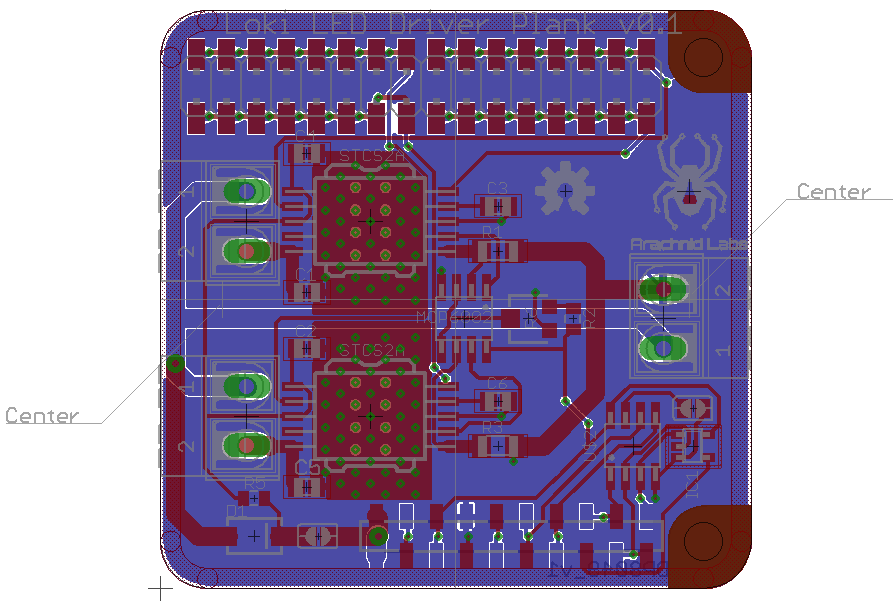 Loki LED Driver Plank v0.1
C4
STCS2A
1
C3
Center
R1
Arachnid Labs
2
C1
2
MCP6002
R2
C2
STCS2A
1
1
C6
Center
2
R3
US2
C5
R5
IC1
D1